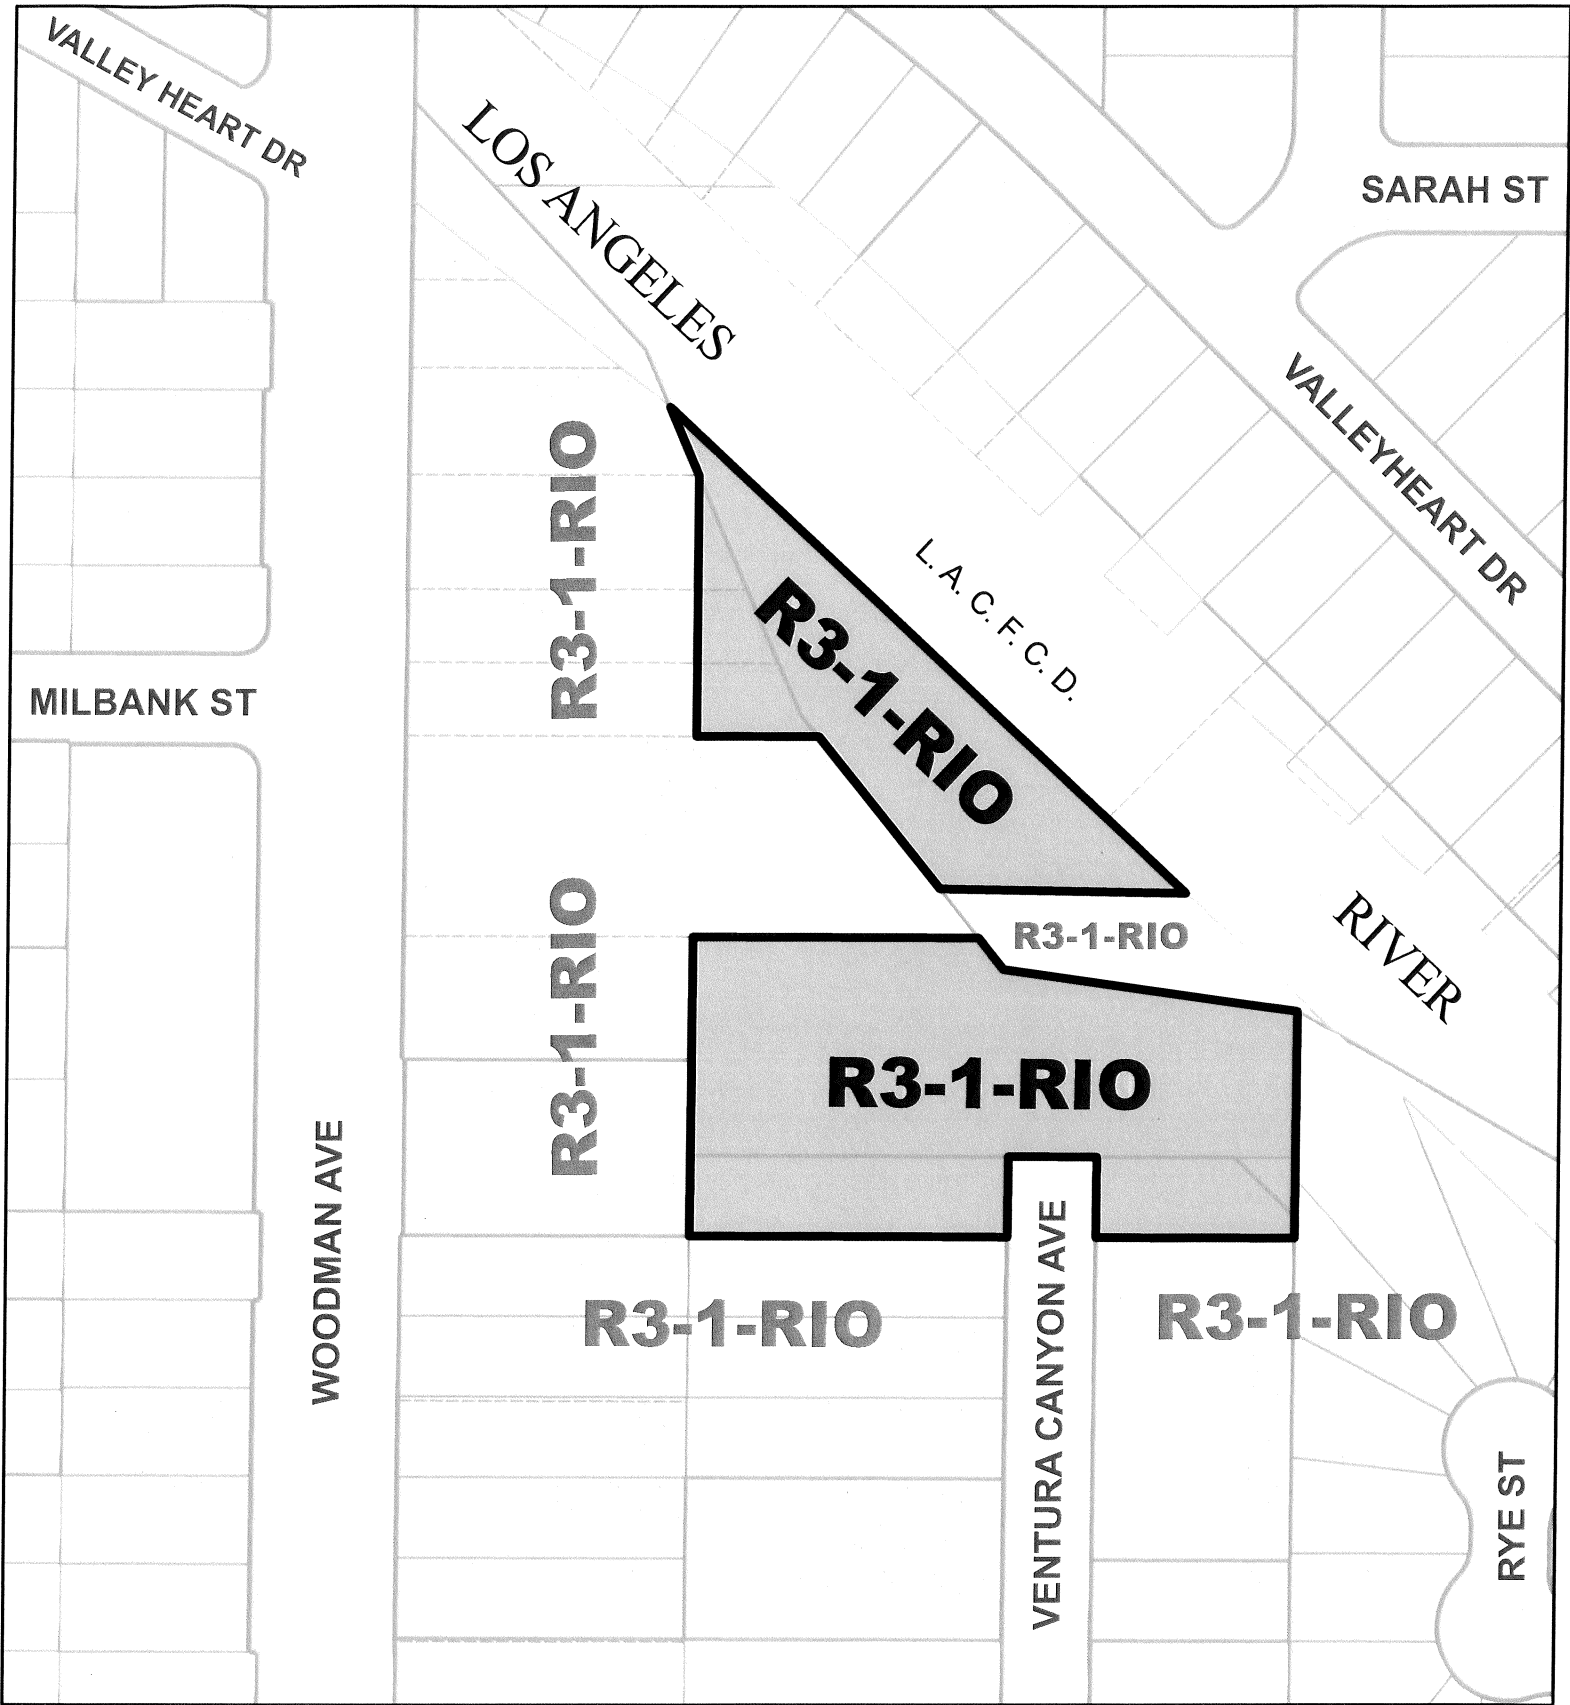 VALLEY HEART DR
LOS ANGELES
SARAH ST
VALLEYHEART DR
R3-1-RIO
L. A. C. F. C. D.
R3-1-RIO
MILBANK ST
R3-1-RIO
R3-1-RIO
RIVER
R3-1-RIO
WOODMAN AVE
VENTURA CANYON AVE
R3-1-RIO
R3-1-RIO
RYE ST